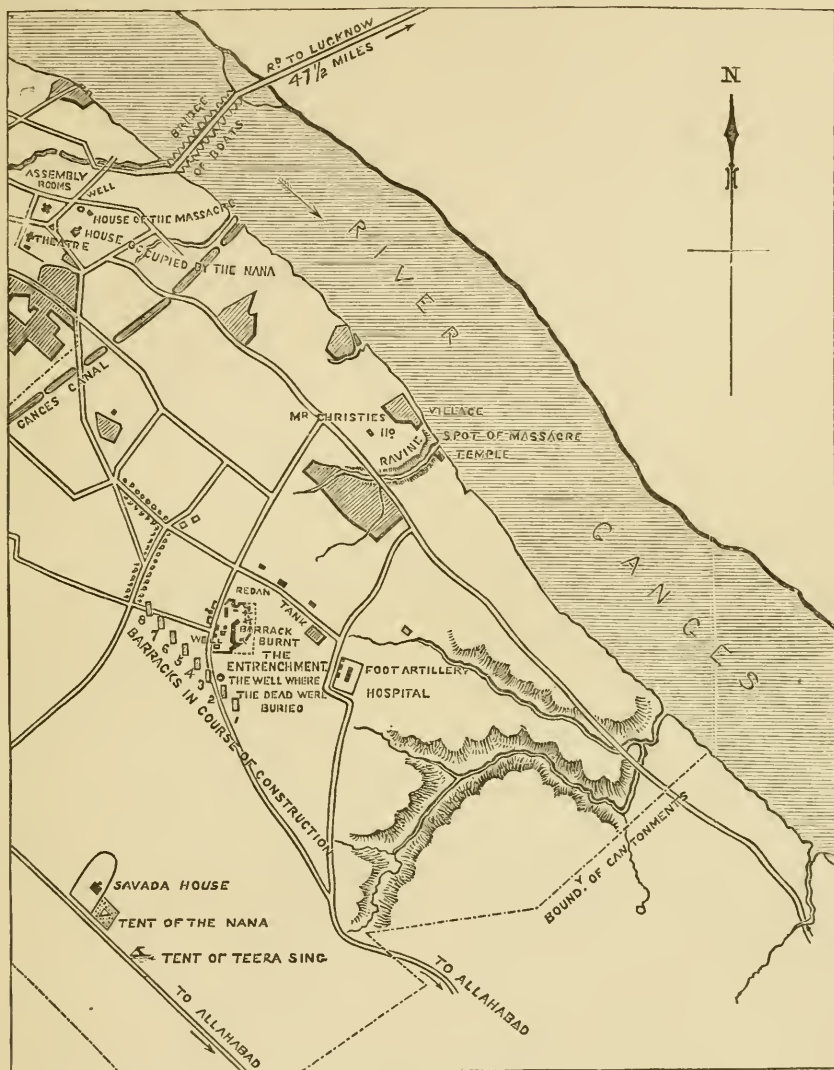 RD TO LUCKNOW
47½ MILES
N
BRIDGE
OF BOATS
ASSEMBLY
ROOMS
WELL
HOUSE OF THE MASSACRE
THEATRE
HOUSE OCCUPIED BY THE NANA
RIVER
GANGES CANAL
MR CHRISTIES
HO
VILLAGE
RAVINE
SPOT OF MASSACRE
TEMPLE
GANGES
REDAN
TANK
BARRACK
BURNT
THE
ENTRENCHMENT
THE WELL WHERE
THE DEAD WERE
BURIED
WE
8
7
6
5
4
3
2
1
BARRACKS IN COURSE OF CONSTRUCTION
FOOT ARTILLERY
HOSPITAL
BOUNDY. OF CANTONMENTS
SAVADA HOUSE
TENT OF THE NANA
TENT OF TEERA SING
TO ALLAHABAD
TO ALLAHABAD